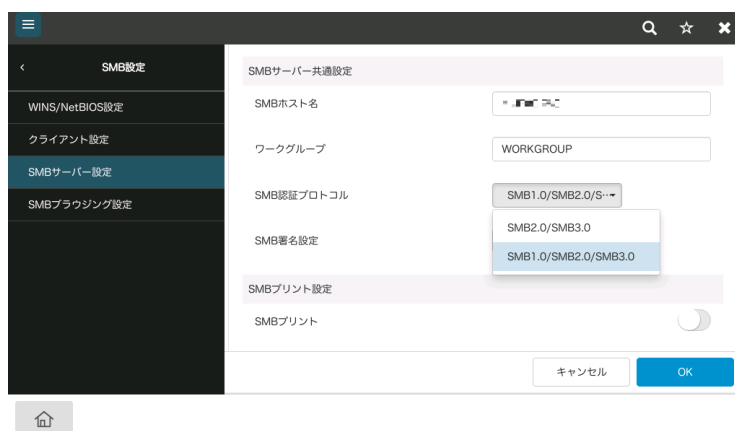 SMB設定
WINS/NetBIOS設定
クライアント設定
SMBサーバー設定
SMBブラウジング設定
SMBサーバー共通設定
SMBホスト名
ワークグループ
WORKGROUP
SMB認証プロトコル
SMB1.0/SMB2.0/S…
SMB2.0/SMB3.0
SMB1.0/SMB2.0/SMB3.0
SMB署名設定
SMBプリント設定
SMBプリント
キャンセル
OK